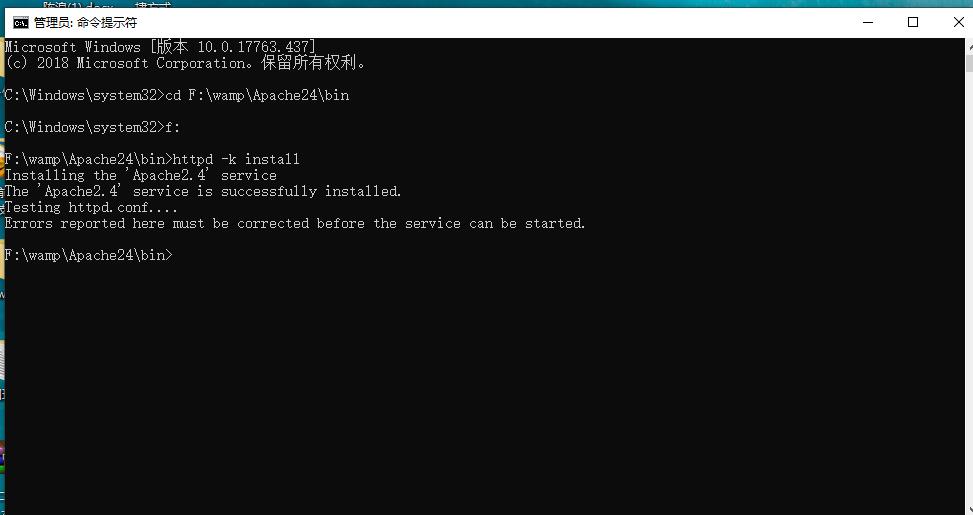 管理员: 命令提示符
Microsoft Windows [版本 10.0.17763.437]
(c) 2018 Microsoft Corporation。保留所有权利。
C:\Windows\system32>cd F:\wamp\Apache24\bin
C:\Windows\system32>f:
F:\wamp\Apache24\bin>httpd -k install
Installing the 'Apache2.4' service
The 'Apache2.4' service is successfully installed.
Testing httpd.conf....
Errors reported here must be corrected before the service can be started.
F:\wamp\Apache24\bin>